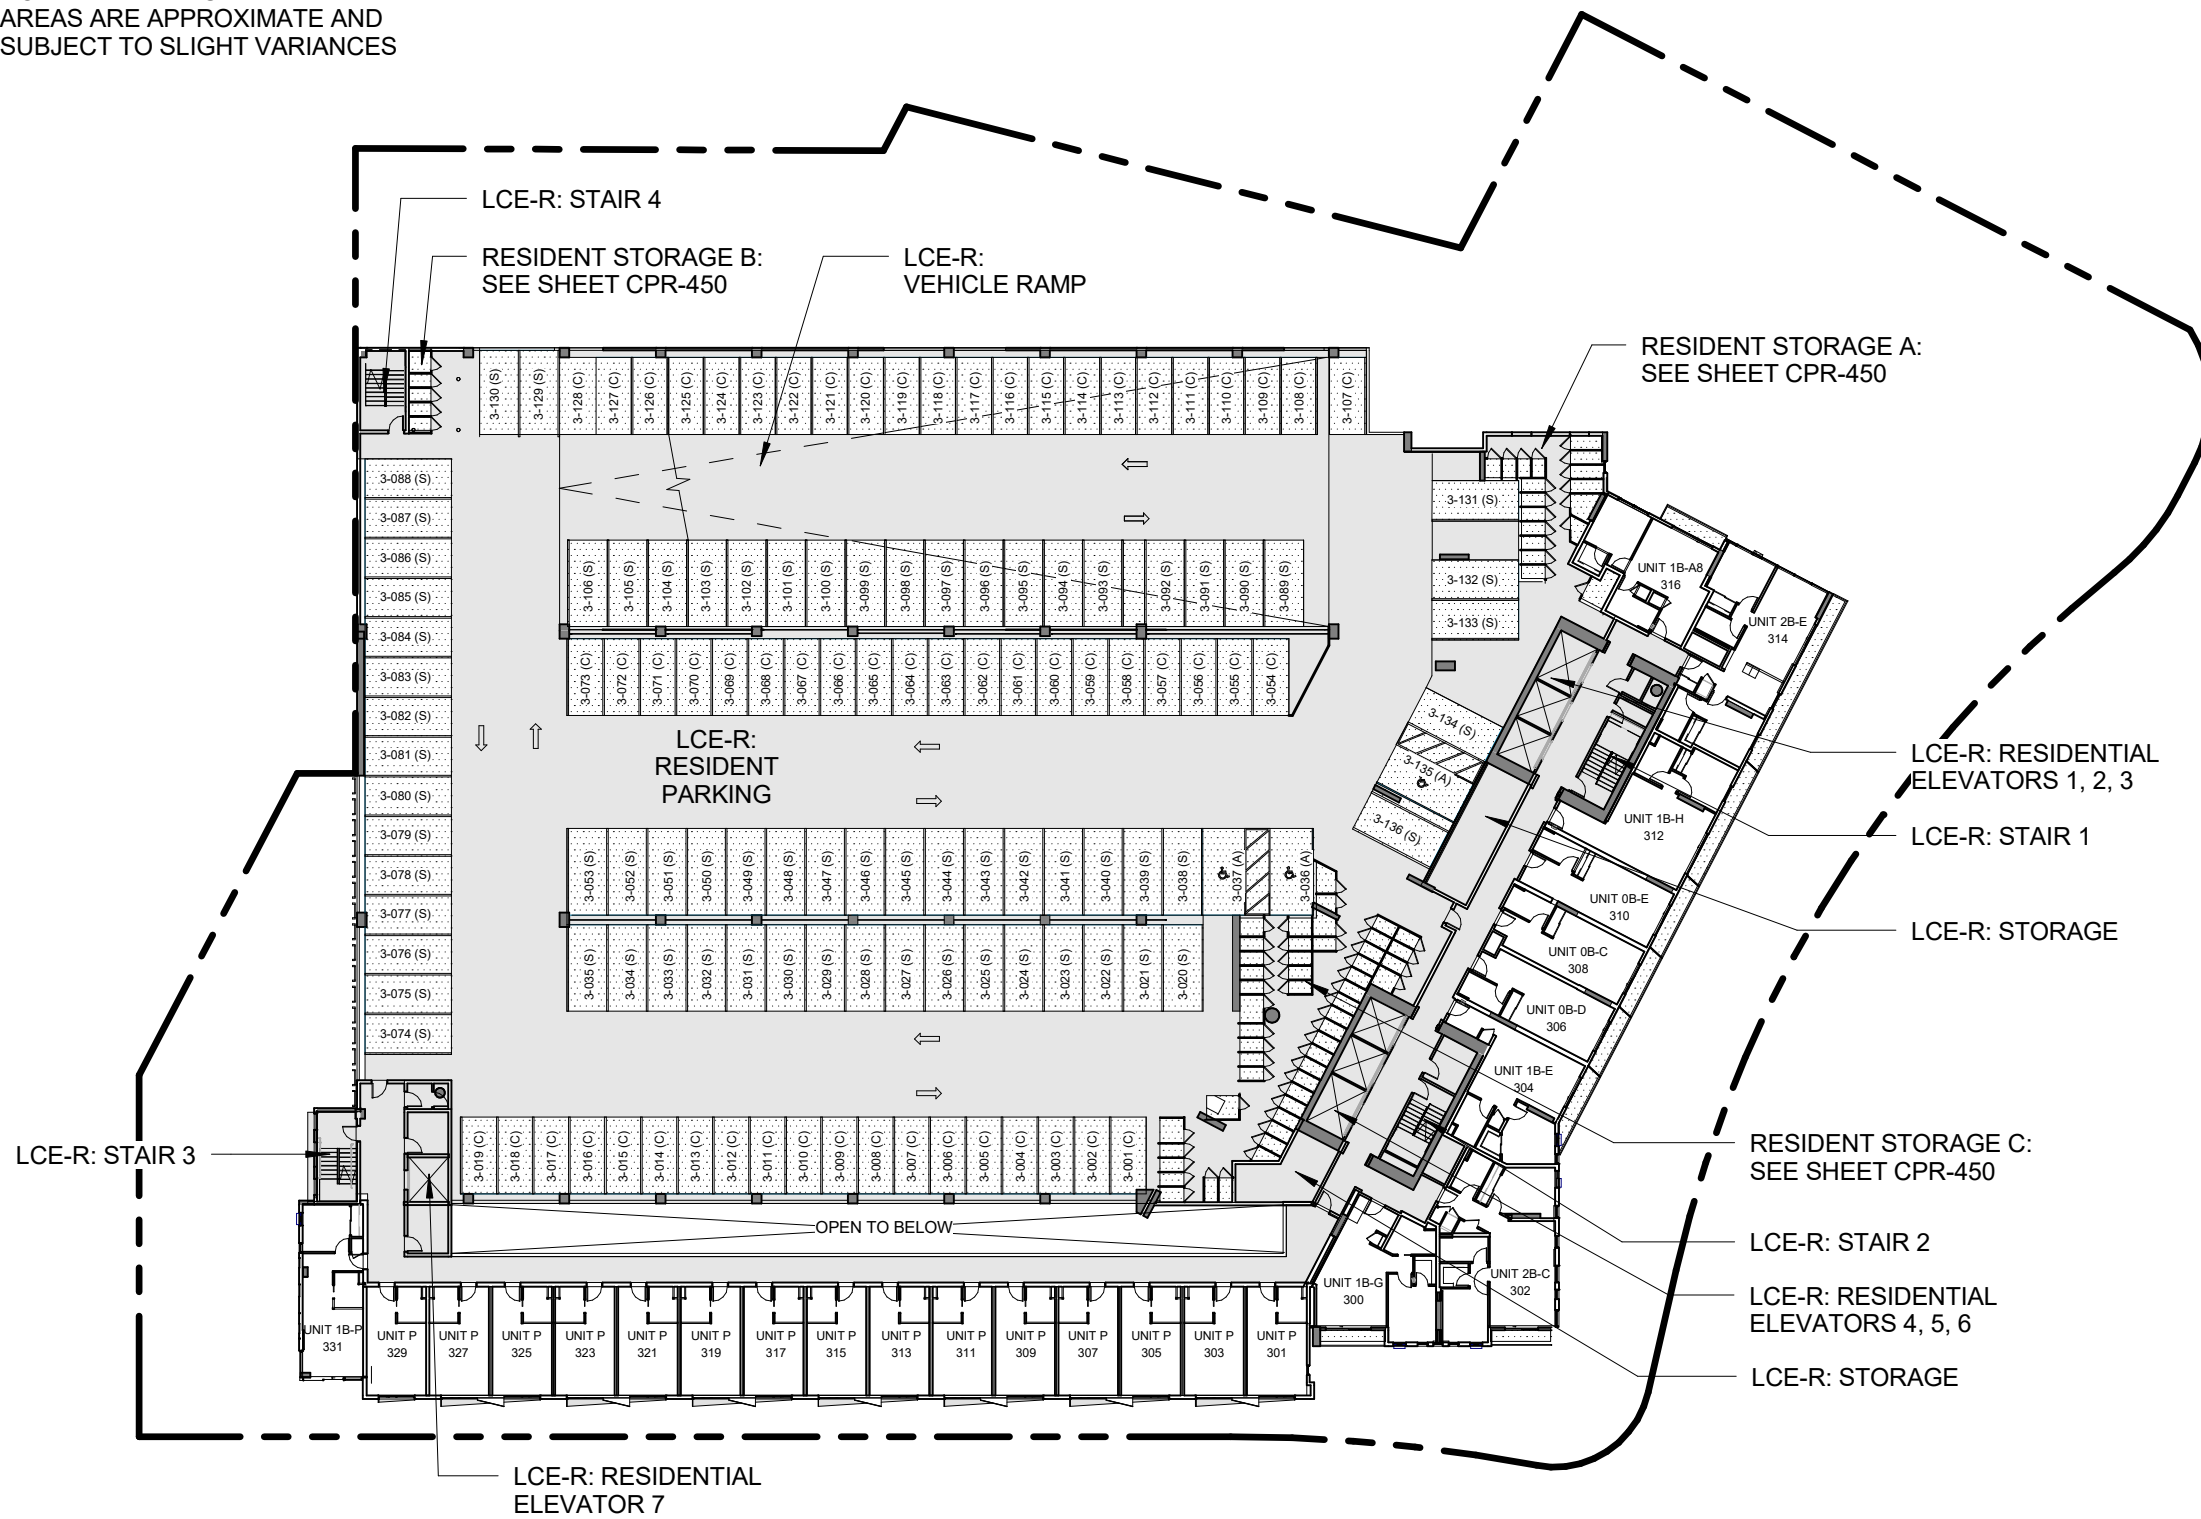 AREAS ARE APPROXIMATE AND
SUBJECT TO SLIGHT VARIANCES
LCE-R: STAIR 4
RESIDENT STORAGE B:
SEE SHEET CPR-450
LCE-R:
VEHICLE RAMP
RESIDENT STORAGE A:
SEE SHEET CPR-450
3-130 (S)
3-129 (S)
3-128 (C)
3-127 (C)
3-126 (C)
3-125 (C)
3-124 (C)
3-123 (C)
3-122 (C)
3-121 (C)
3-120 (C)
3-119 (C)
3-118 (C)
3-117 (C)
3-116 (C)
3-115 (C)
3-114 (C)
3-113 (C)
3-112 (C)
3-111 (C)
3-110 (C)
3-109 (C)
3-108 (C)
3-107 (C)
3-088 (S)
3-087 (S)
3-086 (S)
3-085 (S)
3-084 (S)
3-083 (S)
3-082 (S)
3-081 (S)
3-080 (S)
3-079 (S)
3-078 (S)
3-077 (S)
3-076 (S)
3-075 (S)
3-074 (S)
3-131 (S)
3-132 (S)
3-133 (S)
3-134 (S)
3-135 (A)
3-136 (S)
3-106 (S)
3-105 (S)
3-104 (S)
3-103 (S)
3-102 (S)
3-101 (S)
3-100 (S)
3-099 (S)
3-098 (S)
3-097 (S)
3-096 (S)
3-095 (S)
3-094 (S)
3-093 (S)
3-092 (S)
3-091 (S)
3-090 (S)
3-089 (S)
3-073 (C)
3-072 (C)
3-071 (C)
3-070 (C)
3-069 (C)
3-068 (C)
3-067 (C)
3-066 (C)
3-065 (C)
3-064 (C)
3-063 (C)
3-062 (C)
3-061 (C)
3-060 (C)
3-059 (C)
3-058 (C)
3-057 (C)
3-056 (C)
3-055 (C)
3-054 (C)
LCE-R:
RESIDENT
PARKING
3-053 (S)
3-052 (S)
3-051 (S)
3-050 (S)
3-049 (S)
3-048 (S)
3-047 (S)
3-046 (S)
3-045 (S)
3-044 (S)
3-043 (S)
3-042 (S)
3-041 (S)
3-040 (S)
3-039 (S)
3-038 (S)
3-037 (A)
3-036 (A)
3-035 (S)
3-034 (S)
3-033 (S)
3-032 (S)
3-031 (S)
3-030 (S)
3-029 (S)
3-028 (S)
3-027 (S)
3-026 (S)
3-025 (S)
3-024 (S)
3-023 (S)
3-022 (S)
3-021 (S)
3-020 (S)
3-019 (C)
3-018 (C)
3-017 (C)
3-016 (C)
3-015 (C)
3-014 (C)
3-013 (C)
3-012 (C)
3-011 (C)
3-010 (C)
3-009 (C)
3-008 (C)
3-007 (C)
3-006 (C)
3-005 (C)
3-004 (C)
3-003 (C)
3-002 (C)
3-001 (C)
UNIT 1B-A8
316
UNIT 2B-E
314
UNIT 1B-H
312
UNIT 0B-E
310
UNIT 0B-C
308
UNIT 0B-D
306
UNIT 1B-E
304
UNIT 2B-C
302
UNIT 1B-G
300
LCE-R: RESIDENTIAL
ELEVATORS 1, 2, 3
LCE-R: STAIR 1
LCE-R: STORAGE
RESIDENT STORAGE C:
SEE SHEET CPR-450
LCE-R: STAIR 2
LCE-R: RESIDENTIAL
ELEVATORS 4, 5, 6
LCE-R: STORAGE
LCE-R: STAIR 3
OPEN TO BELOW
UNIT 1B-P
331
UNIT P
329
UNIT P
327
UNIT P
325
UNIT P
323
UNIT P
321
UNIT P
319
UNIT P
317
UNIT P
315
UNIT P
313
UNIT P
311
UNIT P
309
UNIT P
307
UNIT P
305
UNIT P
303
UNIT P
301
LCE-R: RESIDENTIAL
ELEVATOR 7